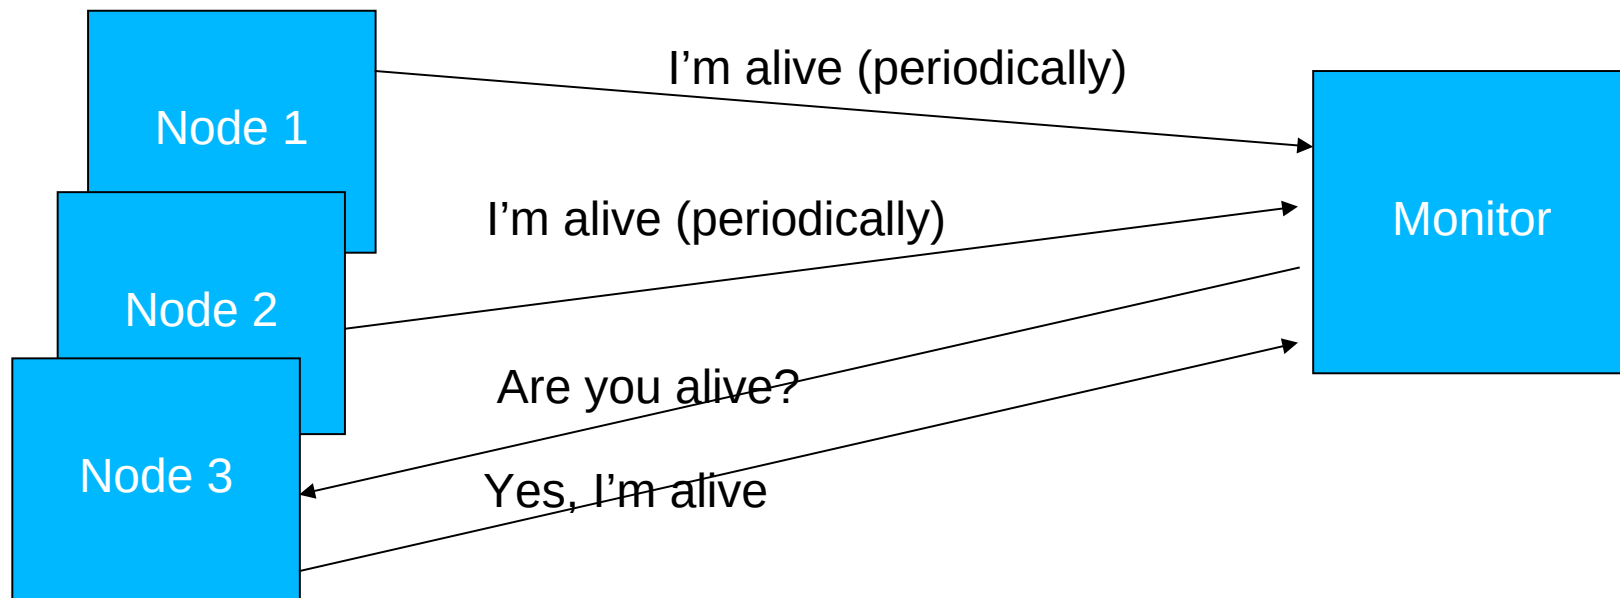 I’m alive (periodically)
Node 1
I’m alive (periodically)
Monitor
Node 2
Are you alive?
Node 3
Yes, I’m alive